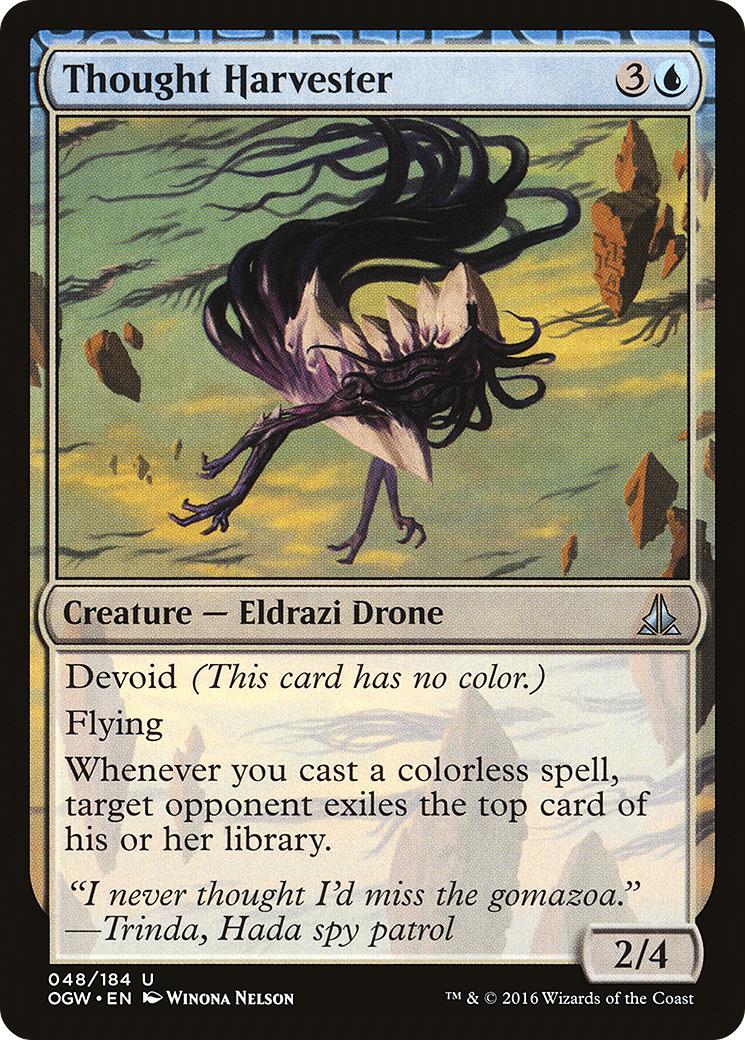 Thought Harvester 3
Creature — Eldrazi Drone
Devoid (This card has no color.)
Flying
Whenever you cast a colorless spell,
target opponent exiles the top card of
his or her library.
“I never thought I’d miss the gomazoa.”
—Trinda, Hada spy patrol
2/4
048/184 U
OGW • EN Winona Nelson ™ & © 2016 Wizards of the Coast